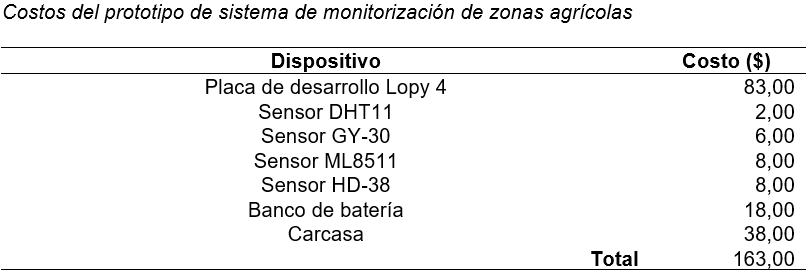 Costos del prototipo de sistema de monitorización de zonas agrícolas
Dispositivo Costo ($)
Placa de desarrollo Lopy 4 83,00
Sensor DHT11 2,00
Sensor GY-30 6,00
Sensor ML8511 8,00
Sensor HD-38 8,00
Banco de batería 18,00
Carcasa 38,00
Total 163,00